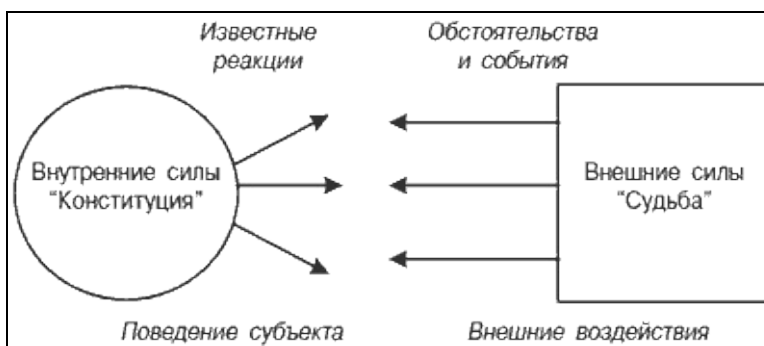 Известные
реакции
Обстоятельства
и события
Внутренние силы
"Конституция"
Внешние силы
"Судьба"
Поведение субъекта
Внешние воздействия